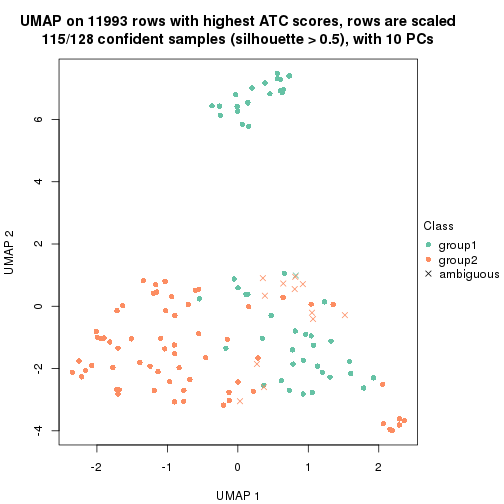 UMAP on 11993 rows with highest ATC scores, rows are scaled
115/128 confident samples (silhouette > 0.5), with 10 PCs
6
4
2
0
-2
-4
UMAP 2
-2
-1
0
1
2
UMAP 1
Class
group1
group2
ambiguous